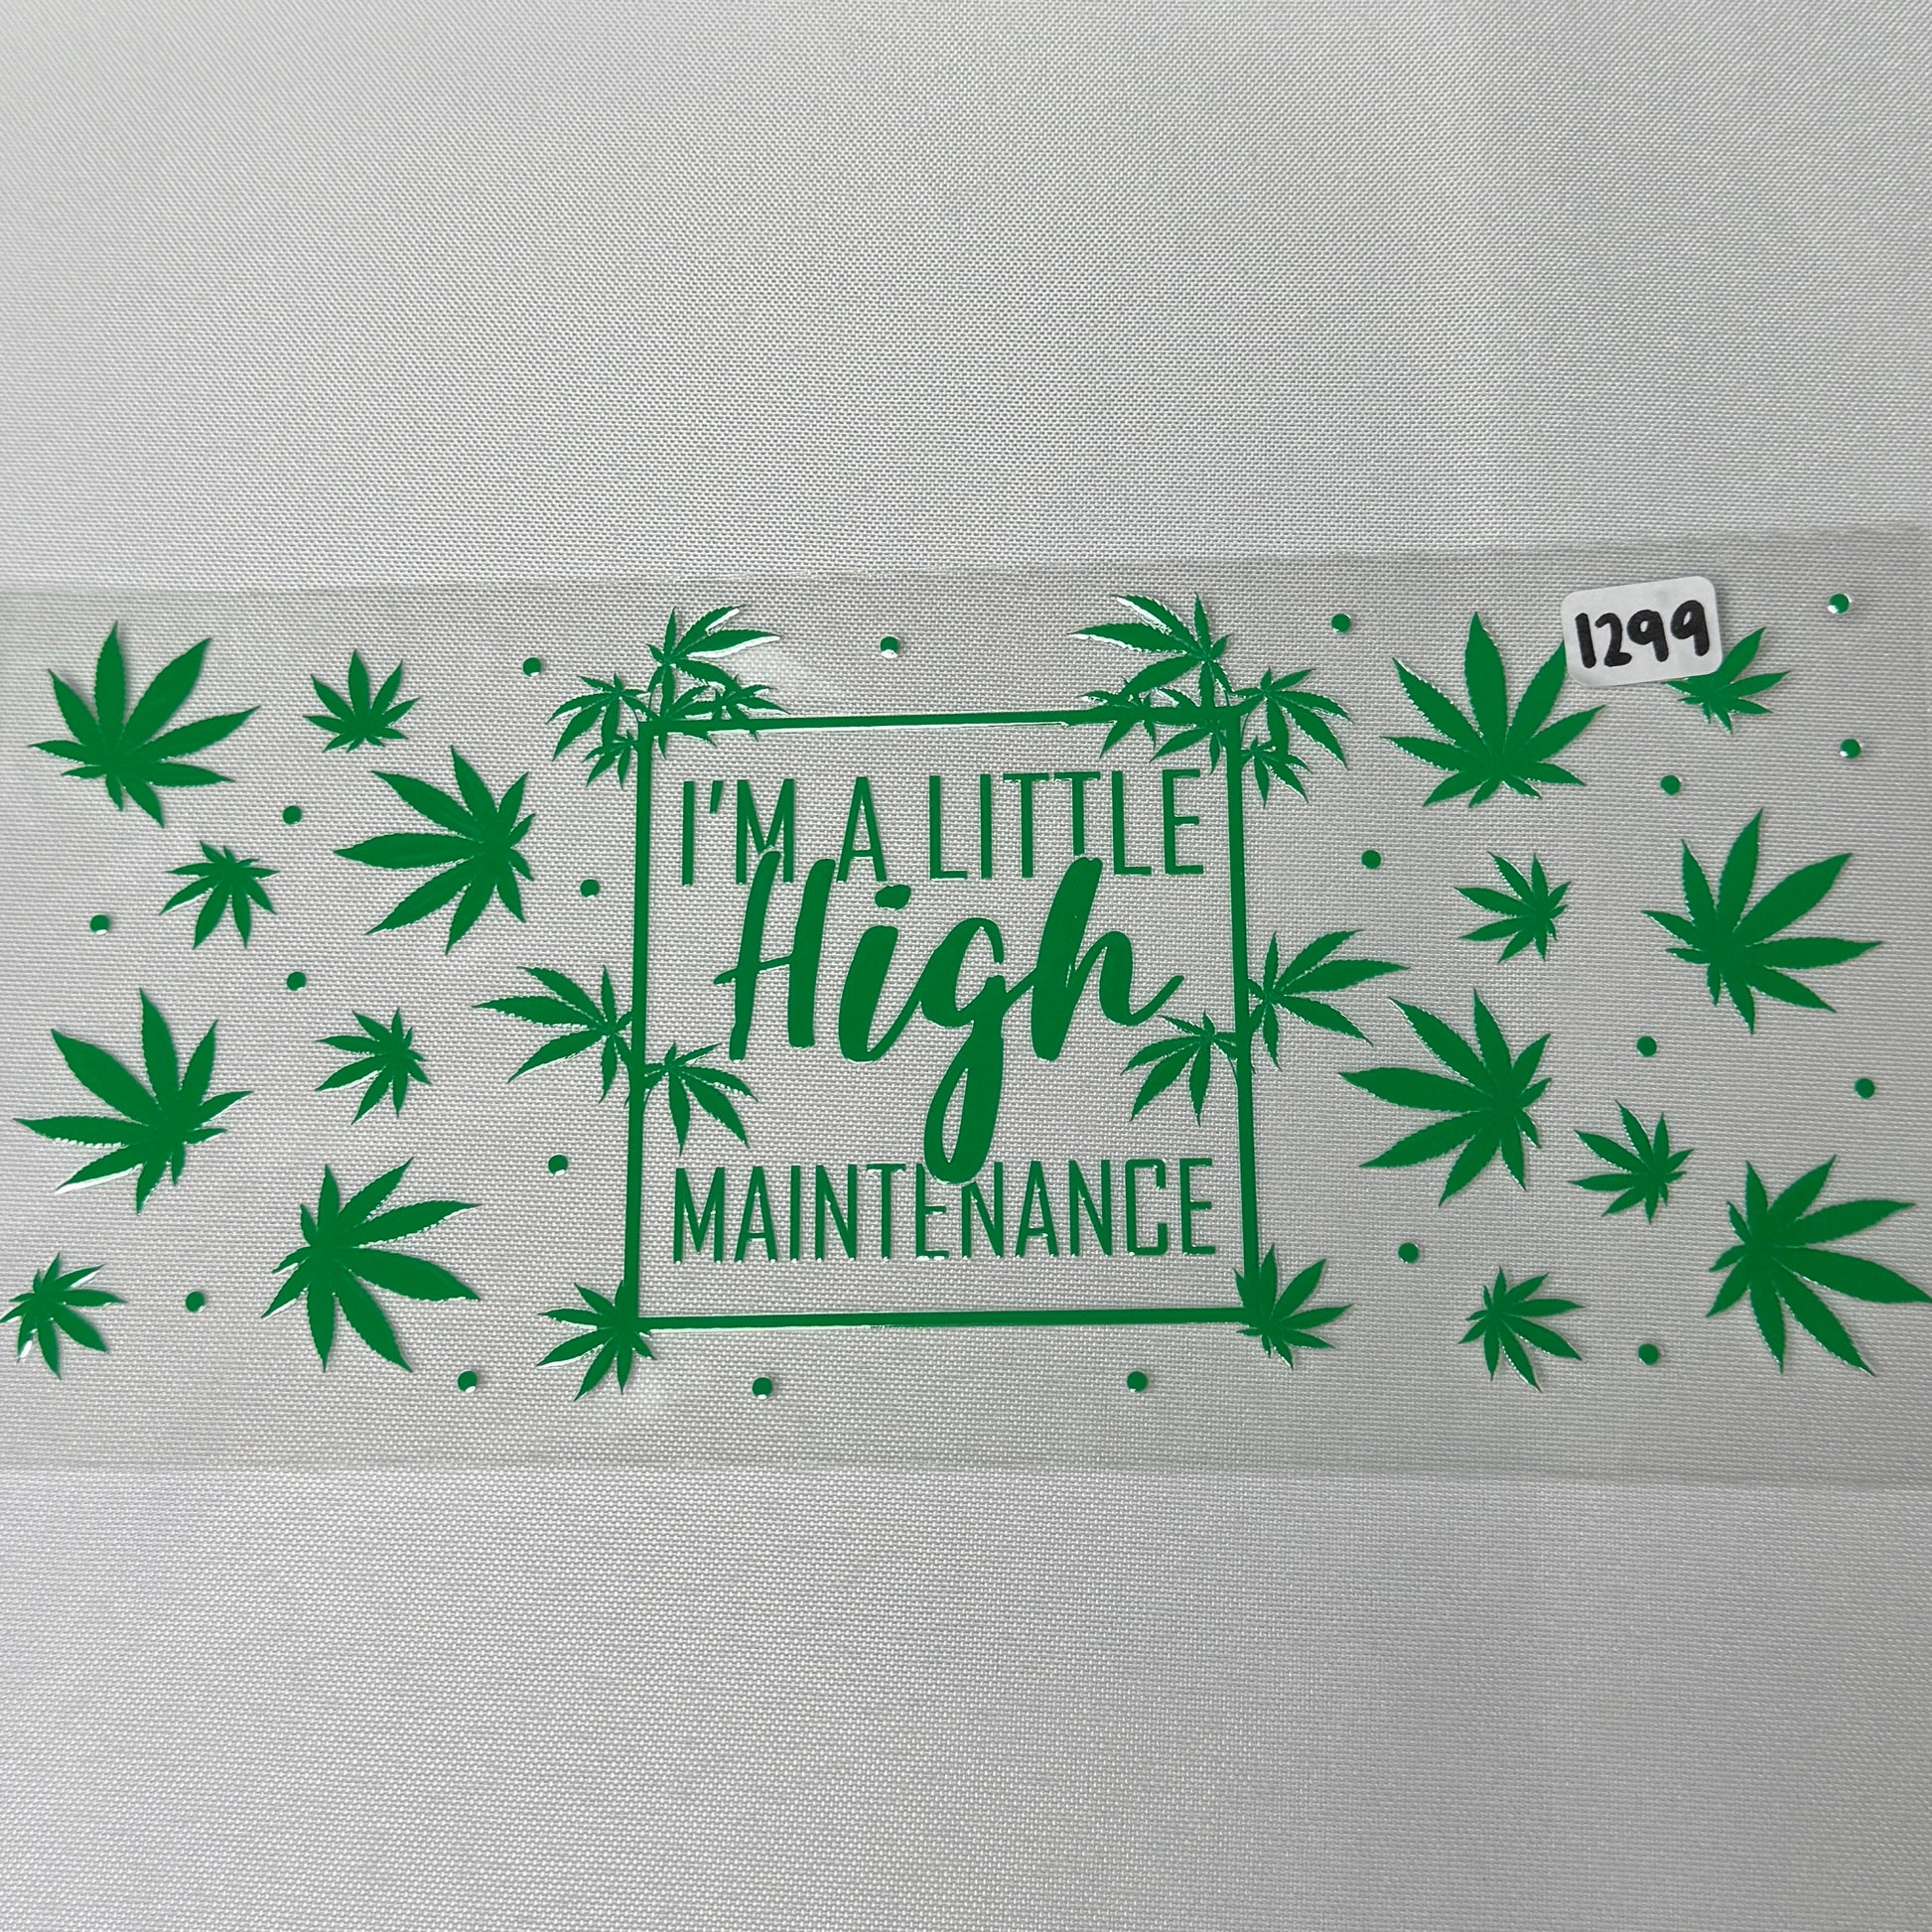 1299
I'M A LITTLE
High
MAINTENANCE